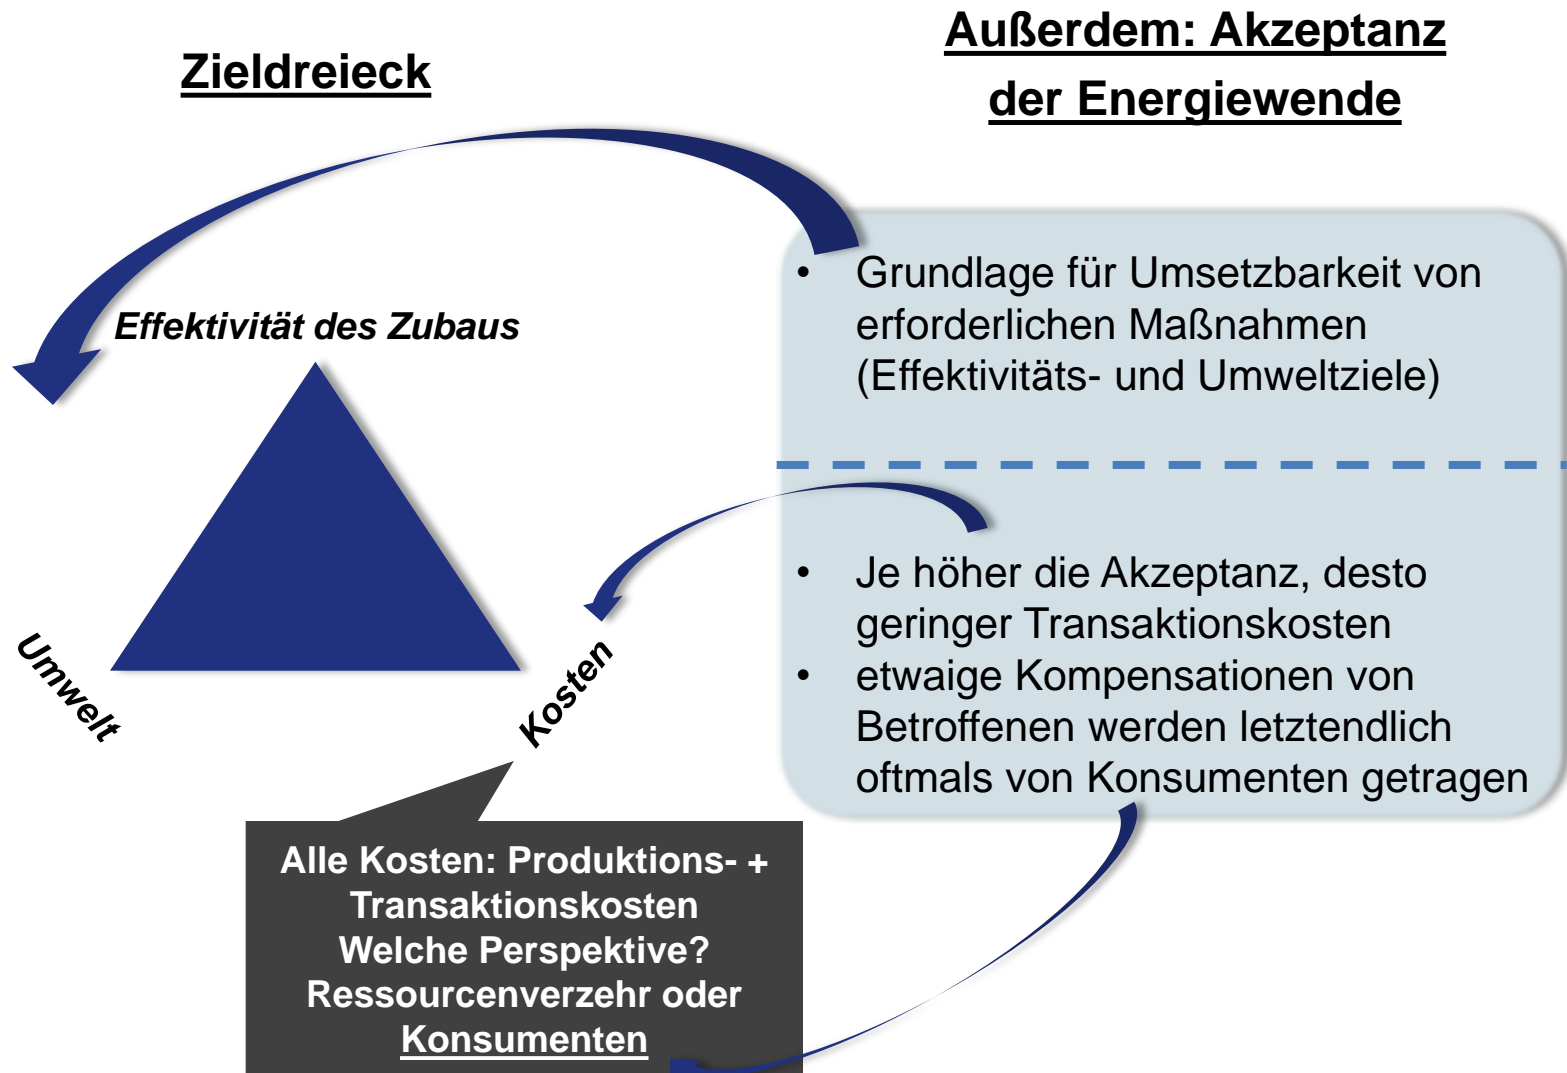 Zieldreieck
Außerdem: Akzeptanz
der Energiewende
Effektivität des Zubaus
Umwelt
Kosten
• Grundlage für Umsetzbarkeit von
erforderlichen Maßnahmen
(Effektivitäts- und Umweltziele)
• Je höher die Akzeptanz, desto
geringer Transaktionskosten
• etwaige Kompensationen von
Betroffenen werden letztendlich
oftmals von Konsumenten getragen
Alle Kosten: Produktions- +
Transaktionskosten
Welche Perspektive?
Ressourcenverzehr oder
Konsumenten